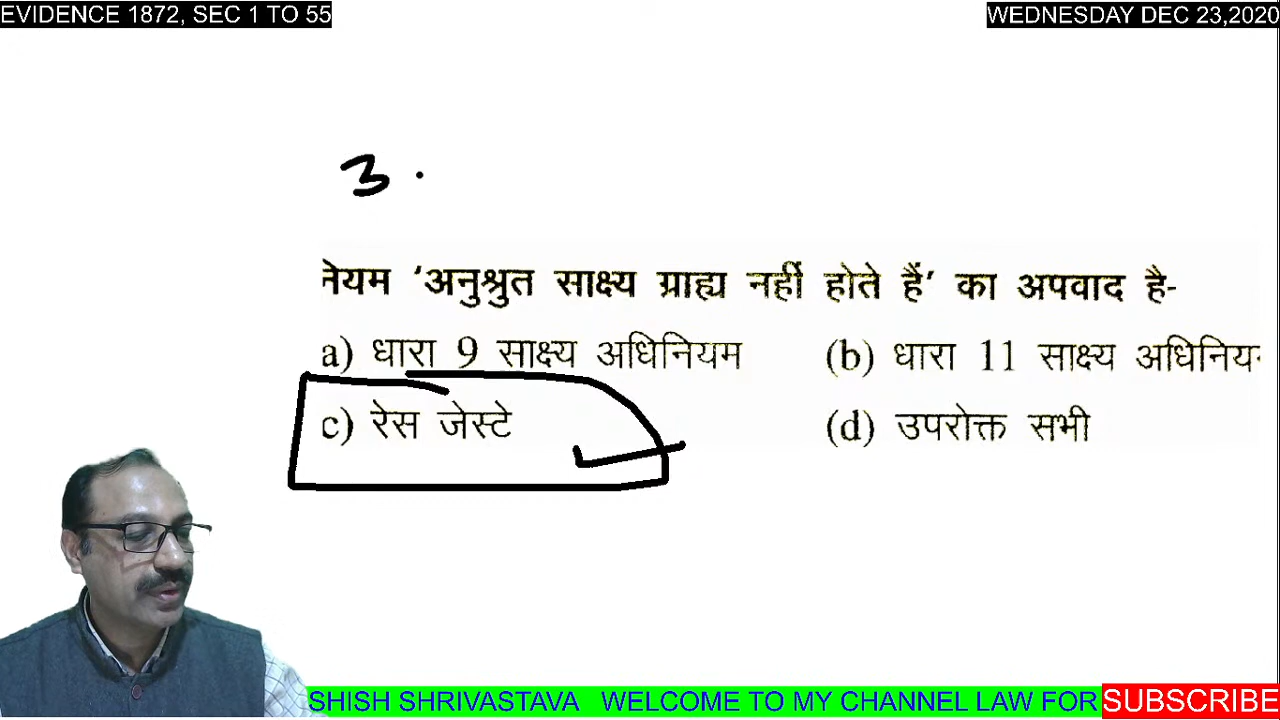 EVIDENCE 1872, SEC 1 TO 55
WEDNESDAY DEC 23,2020
3 .
नेयम 'अनुश्रुत साक्ष्य ग्राह्य नहीं होते हैं' का अपवाद है-
a) धारा 9 साक्ष्य अधिनियम (b) धारा 11 साक्ष्य अधिनिय
c) रेस जेस्टे (d) उपरोक्त सभी
SHISH SHRIVASTAVA WELCOME TO MY CHANNEL LAW FOR SUBSCRIBE